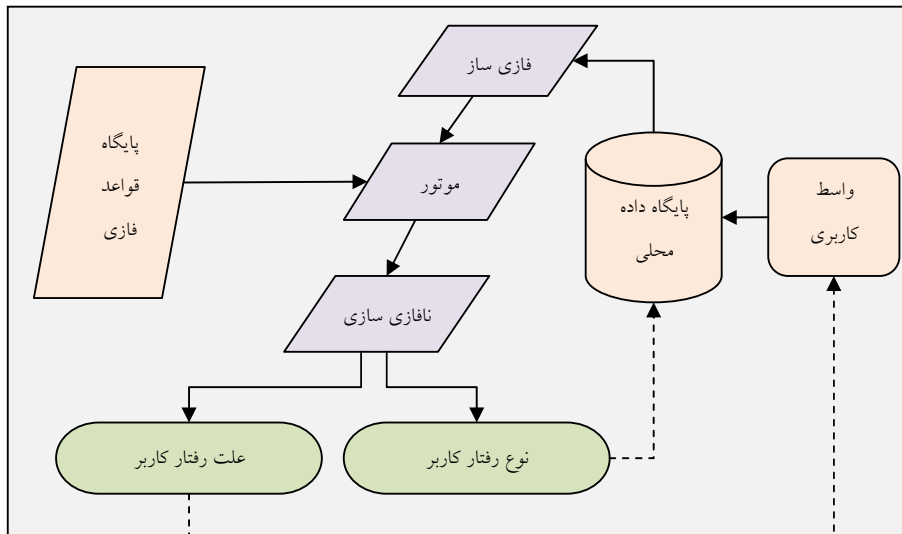 فازی ساز
پایگاه
قواعد
فازی
موتور
واسط
کاربری
پایگاه داده
محلی
نافازی سازی
علت رفتار کاربر
نوع رفتار کاربر